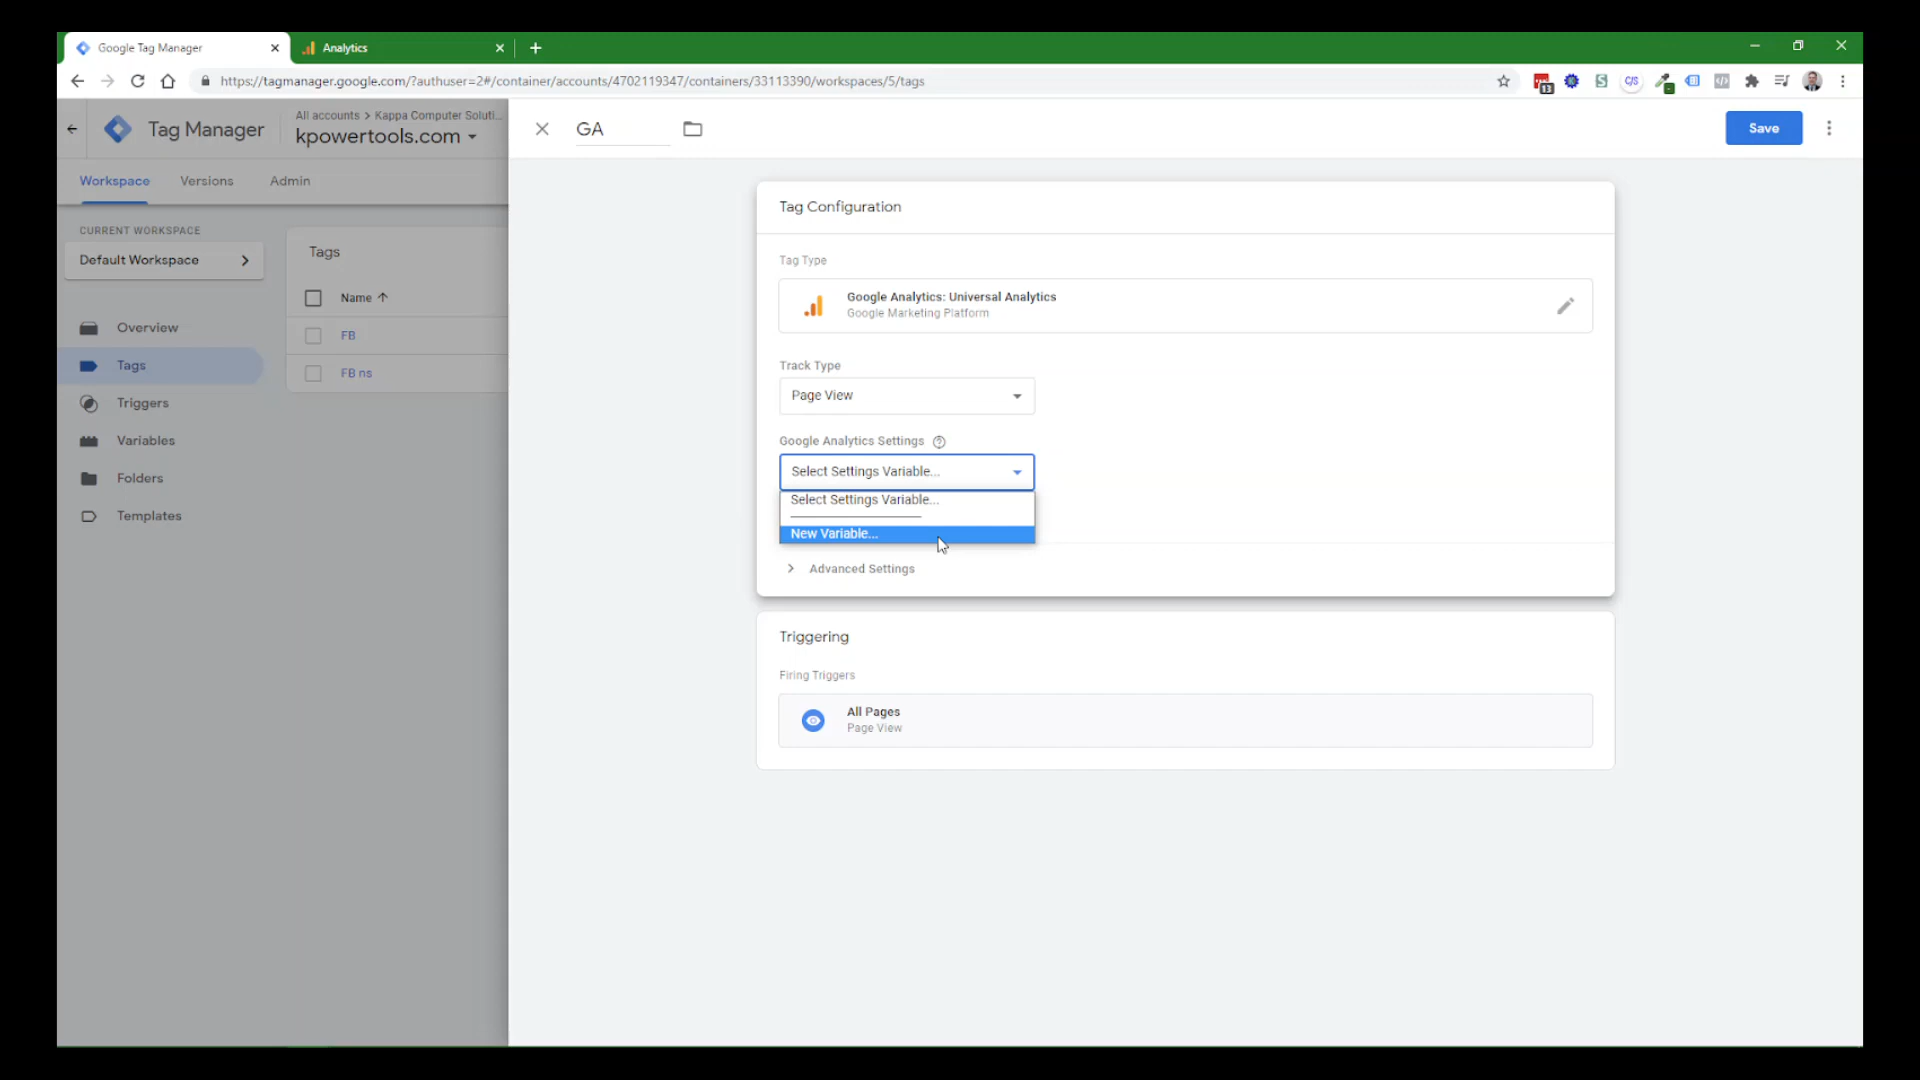 Google Tag Manager
Analytics
https://tagmanager.google.com/?authuser=2#/container/accounts/4702119347/containers/33113390/workspaces/5/tags
13
C/S
Tag Manager
All accounts > Kappa Computer Soluti...
kpowertools.com
GA
Save
Workspace
Versions
Admin
CURRENT WORKSPACE
Default Workspace
Overview
Tags
Triggers
Variables
Folders
Templates
Tags
Name
FB
FB ns
Tag Configuration
Tag Type
Google Analytics: Universal Analytics
Google Marketing Platform
Track Type
Page View
Google Analytics Settings
Select Settings Variable...
Select Settings Variable...
New Variable...
Advanced Settings
Triggering
Firing Triggers
All Pages
Page View